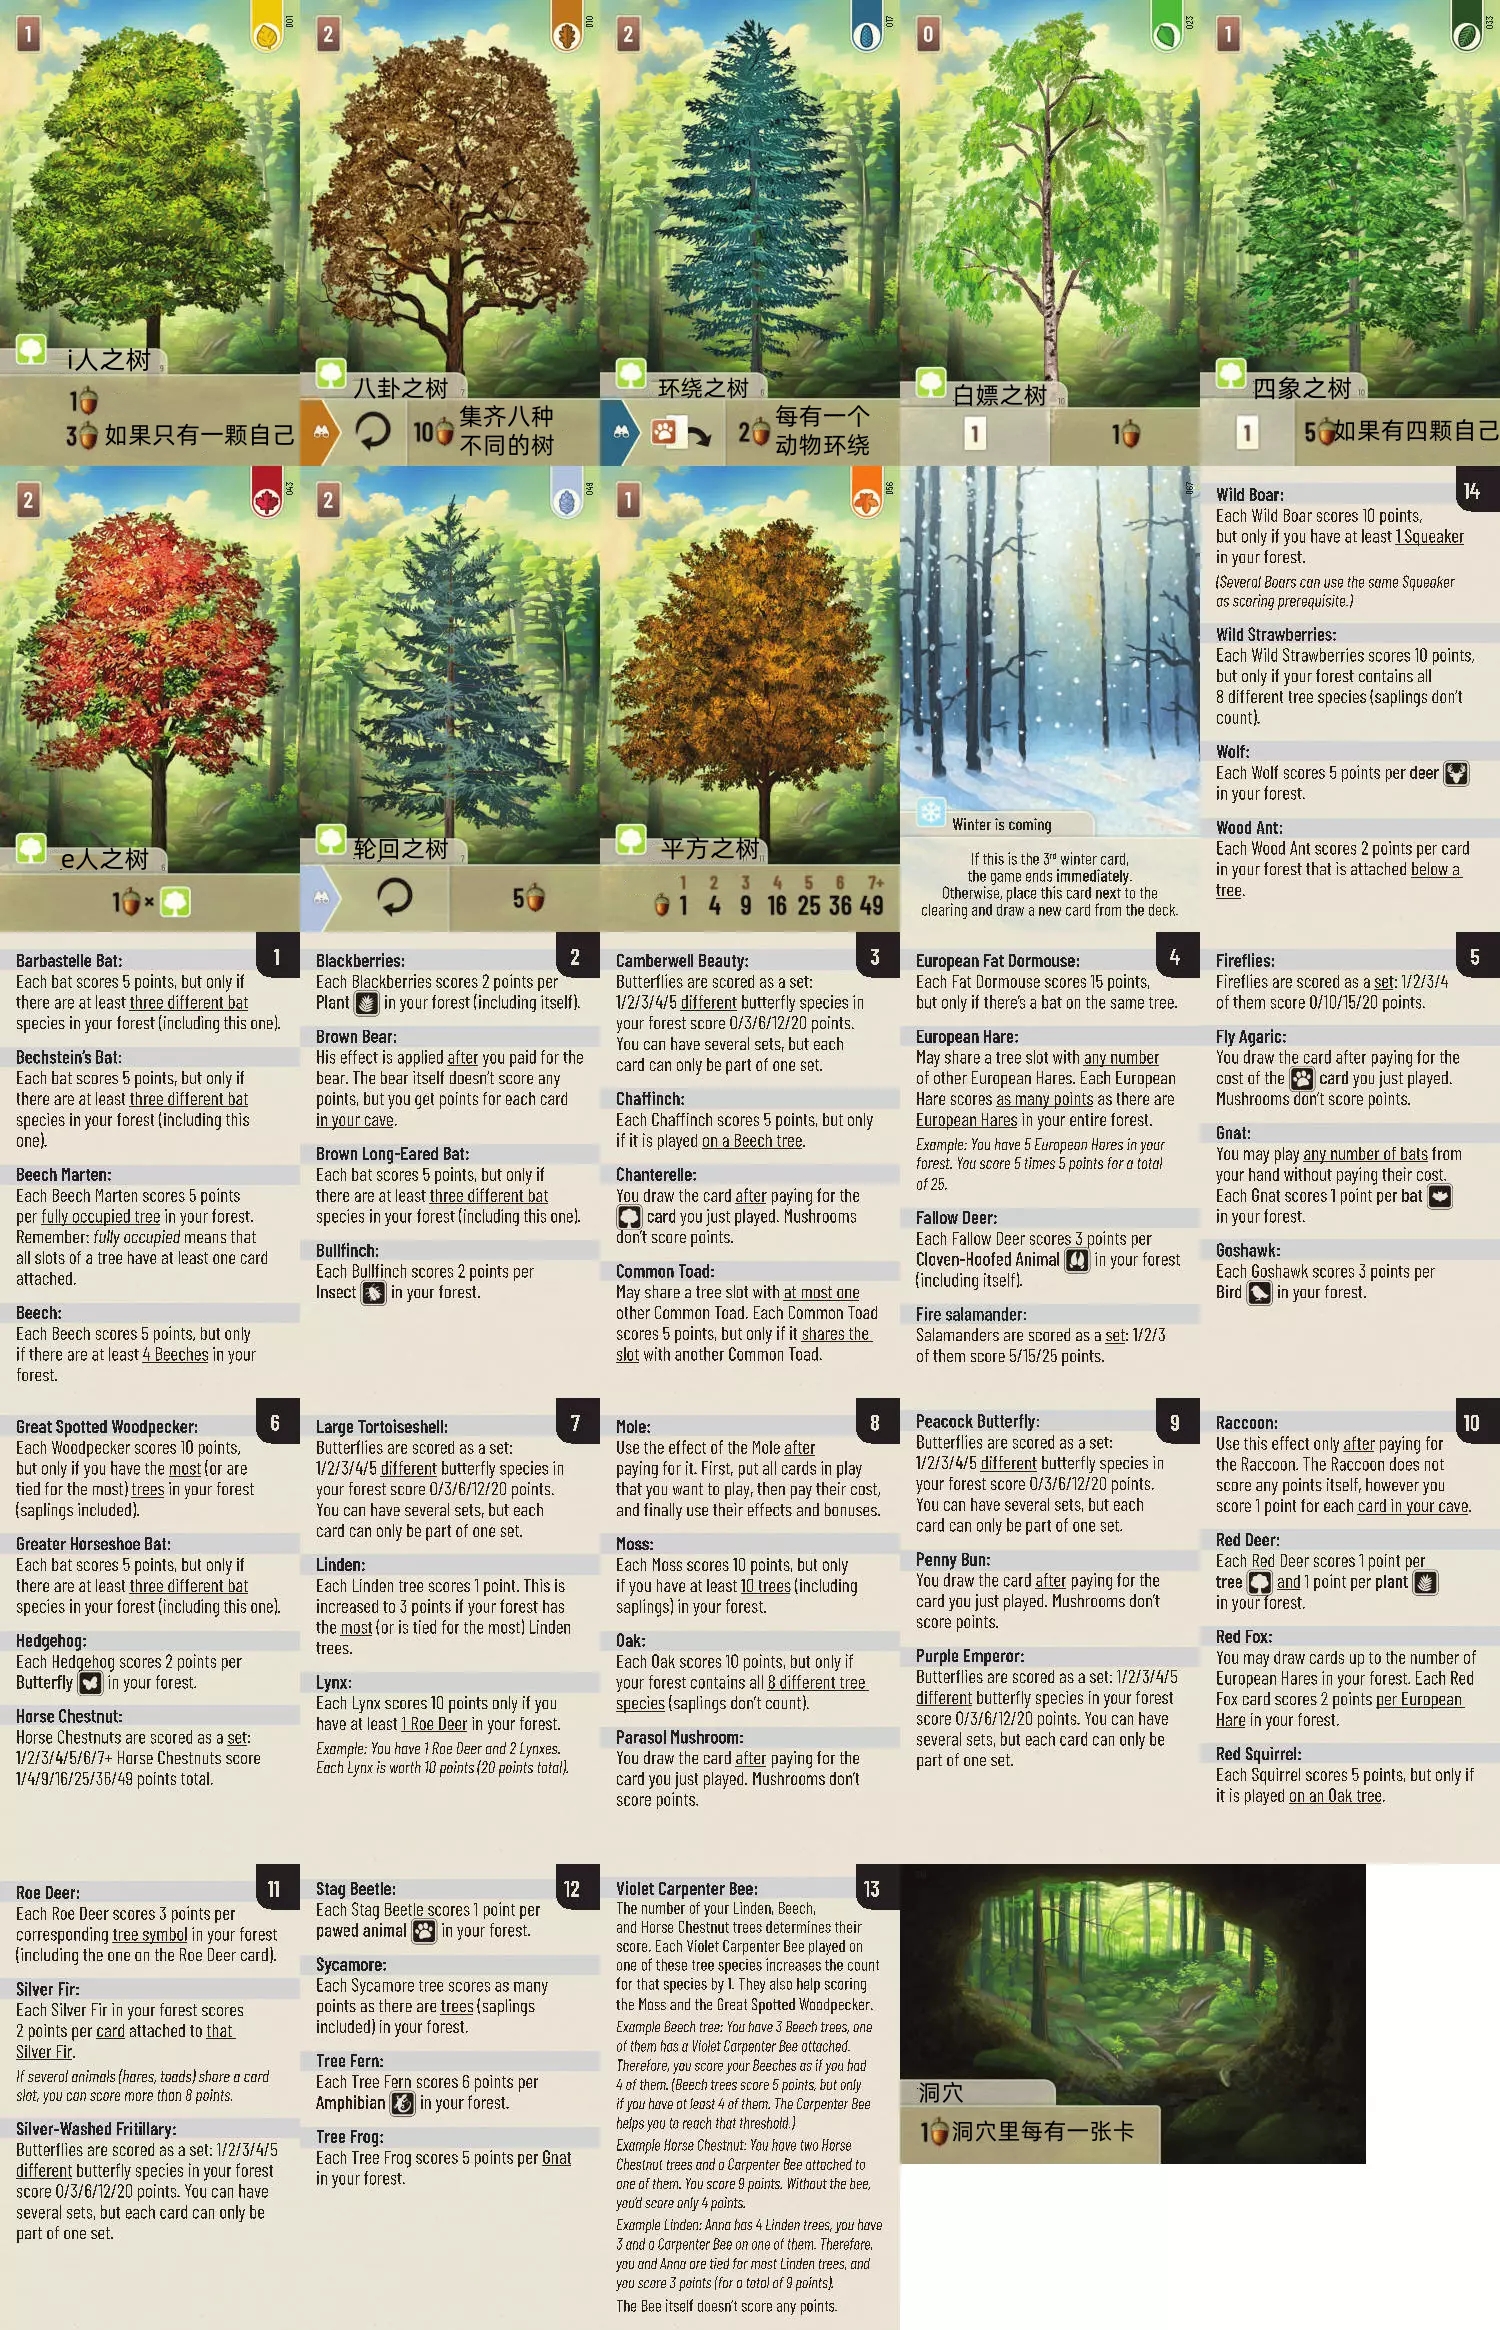 1
001
i人之树
9
1
3 如果只有一颗自己
2
010
八卦之树
7
10 集齐八种
不同的树
2
017
环绕之树
6
2 每有一个
动物环绕
0
023
白嫖之树
10
1
1
1
033
四象之树
10
1
5 如果有四颗自己
2
043
e人之树
6
1 ×
2
049
轮回之树
7
5
1
056
平方之树
11
1 2 3 4 5 6 7+
1 4 9 16 25 36 49
067
Winter is coming
If this is the 3rd winter card,
the game ends immediately.
Otherwise, place this card next to the
clearing and draw a new card from the deck.
14
Wild Boar:
Each Wild Boar scores 10 points,
but only if you have at least 1 Squeaker
in your forest.
(Several Boars can use the same Squeaker
as scoring prerequisite.)
Wild Strawberries:
Each Wild Strawberries scores 10 points,
but only if your forest contains all
8 different tree species (saplings don't
count).
Wolf:
Each Wolf scores 5 points per deer
in your forest.
Wood Ant:
Each Wood Ant scores 2 points per card
in your forest that is attached below a
tree.
1
Barbastelle Bat:
Each bat scores 5 points, but only if
there are at least three different bat
species in your forest (including this one).
Bechstein's Bat:
Each bat scores 5 points, but only if
there are at least three different bat
species in your forest (including this
one).
Beech Marten:
Each Beech Marten scores 5 points
per fully occupied tree in your forest.
Remember: fully occupied means that
all slots of a tree have at least one card
attached.
Beech:
Each Beech scores 5 points, but only
if there are at least 4 Beeches in your
forest.
2
Blackberries:
Each Blackberries scores 2 points per
Plant in your forest (including itself).
Brown Bear:
His effect is applied after you paid for the
bear. The bear itself doesn't score any
points, but you get points for each card
in your cave.
Brown Long-Eared Bat:
Each bat scores 5 points, but only if
there are at least three different bat
species in your forest (including this one).
Bullfinch:
Each Bullfinch scores 2 points per
Insect in your forest.
3
Camberwell Beauty:
Butterflies are scored as a set:
1/2/3/4/5 different butterfly species in
your forest score 0/3/6/12/20 points.
You can have several sets, but each
card can only be part of one set.
Chaffinch:
Each Chaffinch scores 5 points, but only
if it is played on a Beech tree.
Chanterelle:
You draw the card after paying for the
card you just played. Mushrooms
don't score points.
Common Toad:
May share a tree slot with at most one
other Common Toad. Each Common Toad
scores 5 points, but only if it shares the
slot with another Common Toad.
4
European Fat Dormouse:
Each Fat Dormouse scores 15 points,
but only if there's a bat on the same tree.
European Hare:
May share a tree slot with any number
of other European Hares. Each European
Hare scores as many points as there are
European Hares in your entire forest.
Example: You have 5 European Hares in your
forest. You score 5 times 5 points for a total
of 25.
Fallow Deer:
Each Fallow Deer scores 3 points per
Cloven-Hoofed Animal in your forest
(including itself).
Fire salamander:
Salamanders are scored as a set: 1/2/3
of them score 5/15/25 points.
5
Fireflies:
Fireflies are scored as a set: 1/2/3/4
of them score 0/10/15/20 points.
Fly Agaric:
You draw the card after paying for the
cost of the card you just played.
Mushrooms don't score points.
Gnat:
You may play any number of bats from
your hand without paying their cost.
Each Gnat scores 1 point per bat
in your forest.
Goshawk:
Each Goshawk scores 3 points per
Bird in your forest.
6
Great Spotted Woodpecker:
Each Woodpecker scores 10 points,
but only if you have the most (or are
tied for the most) trees in your forest
(saplings included).
Greater Horseshoe Bat:
Each bat scores 5 points, but only if
there are at least three different bat
species in your forest (including this one).
Hedgehog:
Each Hedgehog scores 2 points per
Butterfly in your forest.
Horse Chestnut:
Horse Chestnuts are scored as a set:
1/2/3/4/5/6/7+ Horse Chestnuts score
1/4/9/16/25/36/49 points total.
7
Large Tortoiseshell:
Butterflies are scored as a set:
1/2/3/4/5 different butterfly species in
your forest score 0/3/6/12/20 points.
You can have several sets, but each
card can only be part of one set.
Linden:
Each Linden tree scores 1 point. This is
increased to 3 points if your forest has
the most (or is tied for the most) Linden
trees.
Lynx:
Each Lynx scores 10 points only if you
have at least 1 Roe Deer in your forest.
Example: You have 1 Roe Deer and 2 Lynxes.
Each Lynx is worth 10 points (20 points total).
8
Mole:
Use the effect of the Mole after
paying for it. First, put all cards in play
that you want to play, then pay their cost,
and finally use their effects and bonuses.
Moss:
Each Moss scores 10 points, but only
if you have at least 10 trees (including
saplings) in your forest.
Oak:
Each Oak scores 10 points, but only if
your forest contains all 8 different tree
species (saplings don't count).
Parasol Mushroom:
You draw the card after paying for the
card you just played. Mushrooms don't
score points.
9
Peacock Butterfly:
Butterflies are scored as a set:
1/2/3/4/5 different butterfly species in
your forest score 0/3/6/12/20 points.
You can have several sets, but each
card can only be part of one set.
Penny Bun:
You draw the card after paying for the
card you just played. Mushrooms don't
score points.
Purple Emperor:
Butterflies are scored as a set: 1/2/3/4/5
different butterfly species in your forest
score 0/3/6/12/20 points. You can have
several sets, but each card can only be
part of one set.
10
Raccoon:
Use this effect only after paying for
the Raccoon. The Raccoon does not
score any points itself, however you
score 1 point for each card in your cave.
Red Deer:
Each Red Deer scores 1 point per
tree and 1 point per plant
in your forest.
Red Fox:
You may draw cards up to the number of
European Hares in your forest. Each Red
Fox card scores 2 points per European
Hare in your forest.
Red Squirrel:
Each Squirrel scores 5 points, but only if
it is played on an Oak tree.
11
Roe Deer:
Each Roe Deer scores 3 points per
corresponding tree symbol in your forest
(including the one on the Roe Deer card).
Silver Fir:
Each Silver Fir in your forest scores
2 points per card attached to that
Silver Fir.
If several animals (hares, toads) share a card
slot, you can score more than 8 points.
Silver-Washed Fritillary:
Butterflies are scored as a set: 1/2/3/4/5
different butterfly species in your forest
score 0/3/6/12/20 points. You can have
several sets, but each card can only be
part of one set.
12
Stag Beetle:
Each Stag Beetle scores 1 point per
pawed animal in your forest.
Sycamore:
Each Sycamore tree scores as many
points as there are trees (saplings
included) in your forest.
Tree Fern:
Each Tree Fern scores 6 points per
Amphibian in your forest.
Tree Frog:
Each Tree Frog scores 5 points per Gnat
in your forest.
13
Violet Carpenter Bee:
The number of your Linden, Beech,
and Horse Chestnut trees determines their
score. Each Violet Carpenter Bee played on
one of these tree species increases the count
for that species by 1. They also help scoring
the Moss and the Great Spotted Woodpecker.
Example Beech tree: You have 3 Beech trees, one
of them has a Violet Carpenter Bee attached.
Therefore, you score your Beeches as if you had
4 of them. (Beech trees score 5 points, but only
if you have at least 4 of them. The Carpenter Bee
helps you to reach that threshold.)
Example Horse Chestnut: You have two Horse
Chestnut trees and a Carpenter Bee attached to
one of them. You score 9 points. Without the bee,
you'd score only 4 points.
Example Linden: Anna has 4 Linden trees, you have
3 and a Carpenter Bee on one of them. Therefore,
you and Anna are tied for most Linden trees, and
you score 3 points (for a total of 9 points).
The Bee itself doesn't score any points.
洞穴
1 洞穴里每有一张卡